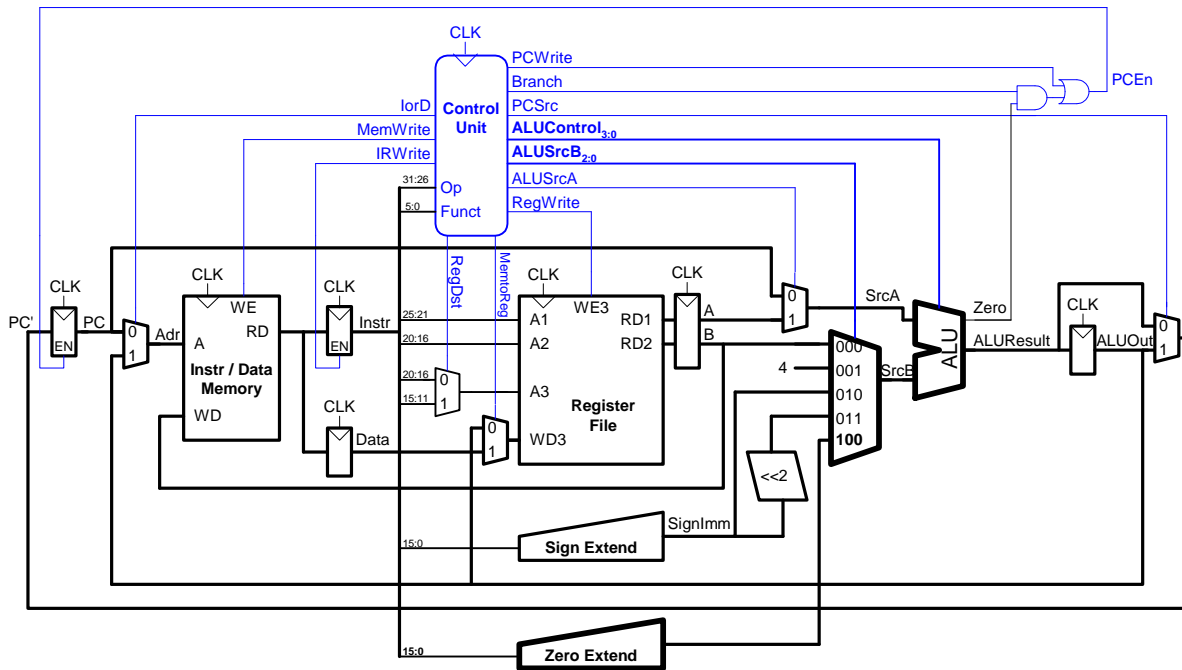 CLK
PCWrite
Branch
PCEn
IorD
Control Unit
PCSrc
MemWrite
ALUControl3:0
IRWrite
ALUSrcB2:0
31:26
Op
ALUSrcA
5:0
Funct
RegWrite
RegDst
MemtoReg
CLK
CLK
CLK
CLK
CLK
CLK
PC'
PC
EN
0
1
Adr
WE
RD
A
Instr / Data Memory
WD
EN
Instr
25:21
20:16
A1
A2
WE3
RD1
RD2
A
B
0
1
SrcA
Zero
ALU
ALUResult
ALUOut
0
1
20:16
15:11
0
1
A3
Register File
4
000
001
010
011
100
SrcB
CLK
Data
0
1
WD3
<<2
SignImm
15:0
Sign Extend
15:0
Zero Extend